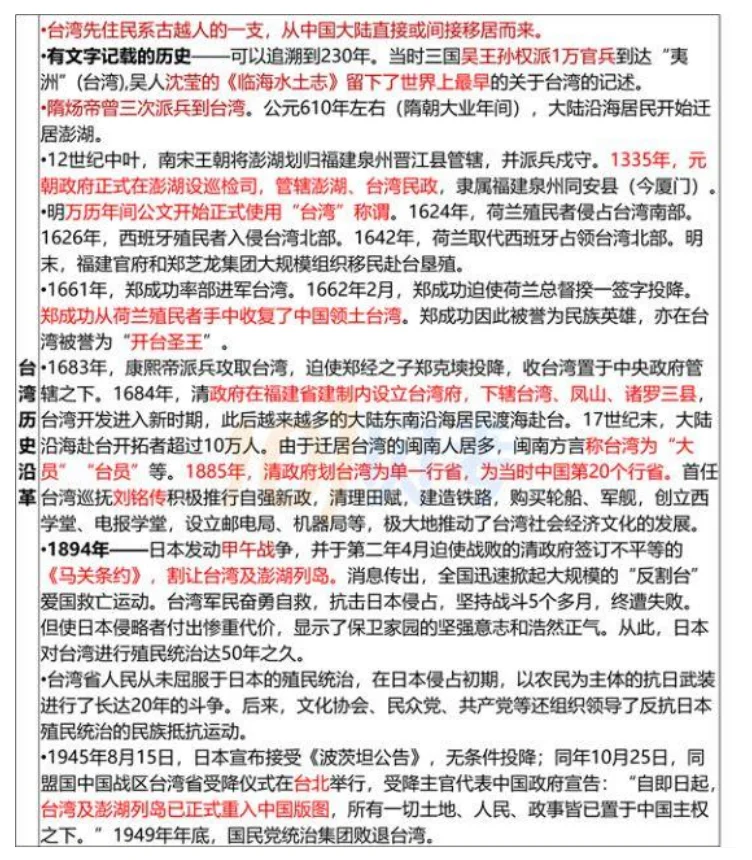 台湾历史沿革
•台湾先住民系古越人的一支，从中国大陆直接或间接移居而来。
•有文字记载的历史——可以追溯到230年。当时三国吴王孙权派1万官兵到达“夷
洲”(台湾),吴人沈莹的《临海水土志》留下了世界上最早的关于台湾的记述。
•隋炀帝曾三次派兵到台湾。公元610年左右（隋朝大业年间），大陆沿海居民开始迁
居澎湖。
•12世纪中叶，南宋王朝将澎湖划归福建泉州晋江县管辖，并派兵戍守。1335年，元
朝政府正式在澎湖设巡检司，管辖澎湖、台湾民政，隶属福建泉州同安县（今厦门）。
•明万历年间公文开始正式使用“台湾”称谓。1624年，荷兰殖民者侵占台湾南部。
1626年，西班牙殖民者入侵台湾北部。1642年，荷兰取代西班牙占领台湾北部。明
末，福建官府和郑芝龙集团大规模组织移民赴台垦殖。
•1661年，郑成功率部进军台湾。1662年2月，郑成功迫使荷兰总督揆一签字投降。
郑成功从荷兰殖民者手中收复了中国领土台湾。郑成功因此被誉为民族英雄，亦在台
湾被誉为“开台圣王”。
•1683年，康熙帝派兵攻取台湾，迫使郑经之子郑克塽投降，收台湾置于中央政府管
辖之下。1684年，清政府在福建省建制内设立台湾府，下辖台湾、凤山、诸罗三县，
台湾开发进入新时期，此后越来越多的大陆东南沿海居民渡海赴台。17世纪末，大陆
沿海赴台开拓者超过10万人。由于迁居台湾的闽南人居多，闽南方言称台湾为“大
员”“台员”等。1885年，清政府划台湾为单一行省，为当时中国第20个行省。首任
台湾巡抚刘铭传积极推行自强新政，清理田赋，建造铁路，购买轮船、军舰，创立西
学堂、电报学堂，设立邮电局、机器局等，极大地推动了台湾社会经济文化的发展。
•1894年——日本发动甲午战争，并于第二年4月迫使战败的清政府签订不平等的
《马关条约》，割让台湾及澎湖列岛。消息传出，全国迅速掀起大规模的“反割台”
爱国救亡运动。台湾军民奋勇自救，抗击日本侵占，坚持战斗5个多月，终遭失败。
但使日本侵略者付出惨重代价，显示了保卫家园的坚强意志和浩然正气。从此，日本
对台湾进行殖民统治达50年之久。
•台湾省人民从未屈服于日本的殖民统治，在日本侵占初期，以农民为主体的抗日武装
进行了长达20年的斗争。后来，文化协会、民众党、共产党等还组织领导了反抗日本
殖民统治的民族抵抗运动。
•1945年8月15日，日本宣布接受《波茨坦公告》，无条件投降；同年10月25日，同
盟国中国战区台湾省受降仪式在台北举行，受降主官代表中国政府宣告：“自即日起，
台湾及澎湖列岛已正式重入中国版图，所有一切土地、人民、政事皆已置于中国主权
之下。”1949年年底，国民党统治集团败退台湾。